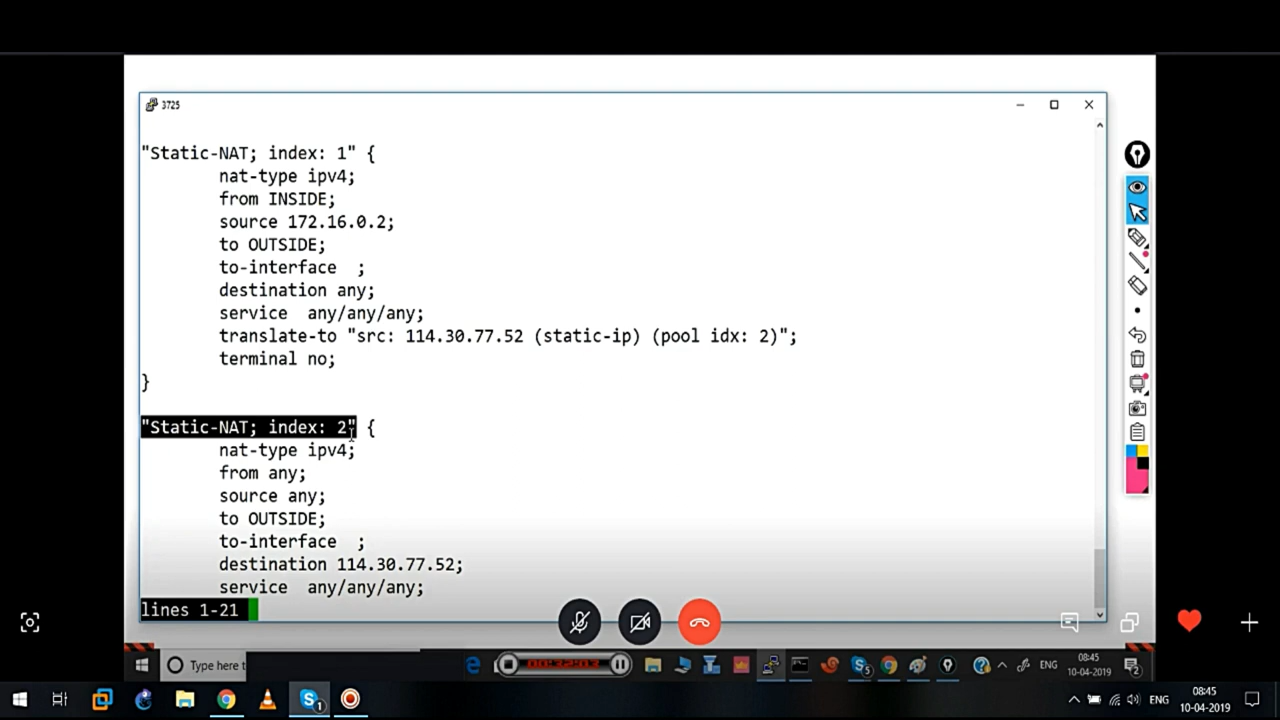 3725
"Static-NAT; index: 1" {
nat-type ipv4;
from INSIDE;
source 172.16.0.2;
to OUTSIDE;
to-interface  ;
destination any;
service  any/any/any;
translate-to "src: 114.30.77.52 (static-ip) (pool idx: 2)";
terminal no;
}
"Static-NAT; index: 2" {
nat-type ipv4;
from any;
source any;
to OUTSIDE;
to-interface  ;
destination 114.30.77.52;
service  any/any/any;
lines 1-21
Type here t
00:32:03
ENG
08:45
10-04-2019
2
ENG
08:45
10-04-2019